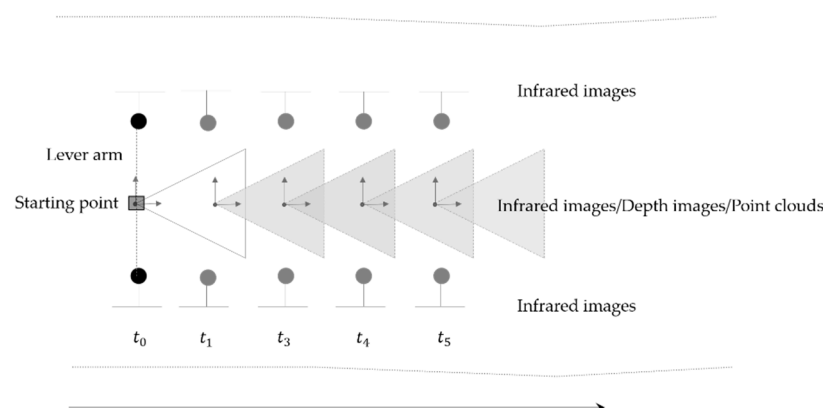 Infrared images
Lever arm
Starting point
Infrared images/Depth images/Point clouds
Infrared images
t₀ t₁ t₃ t₄ t₅